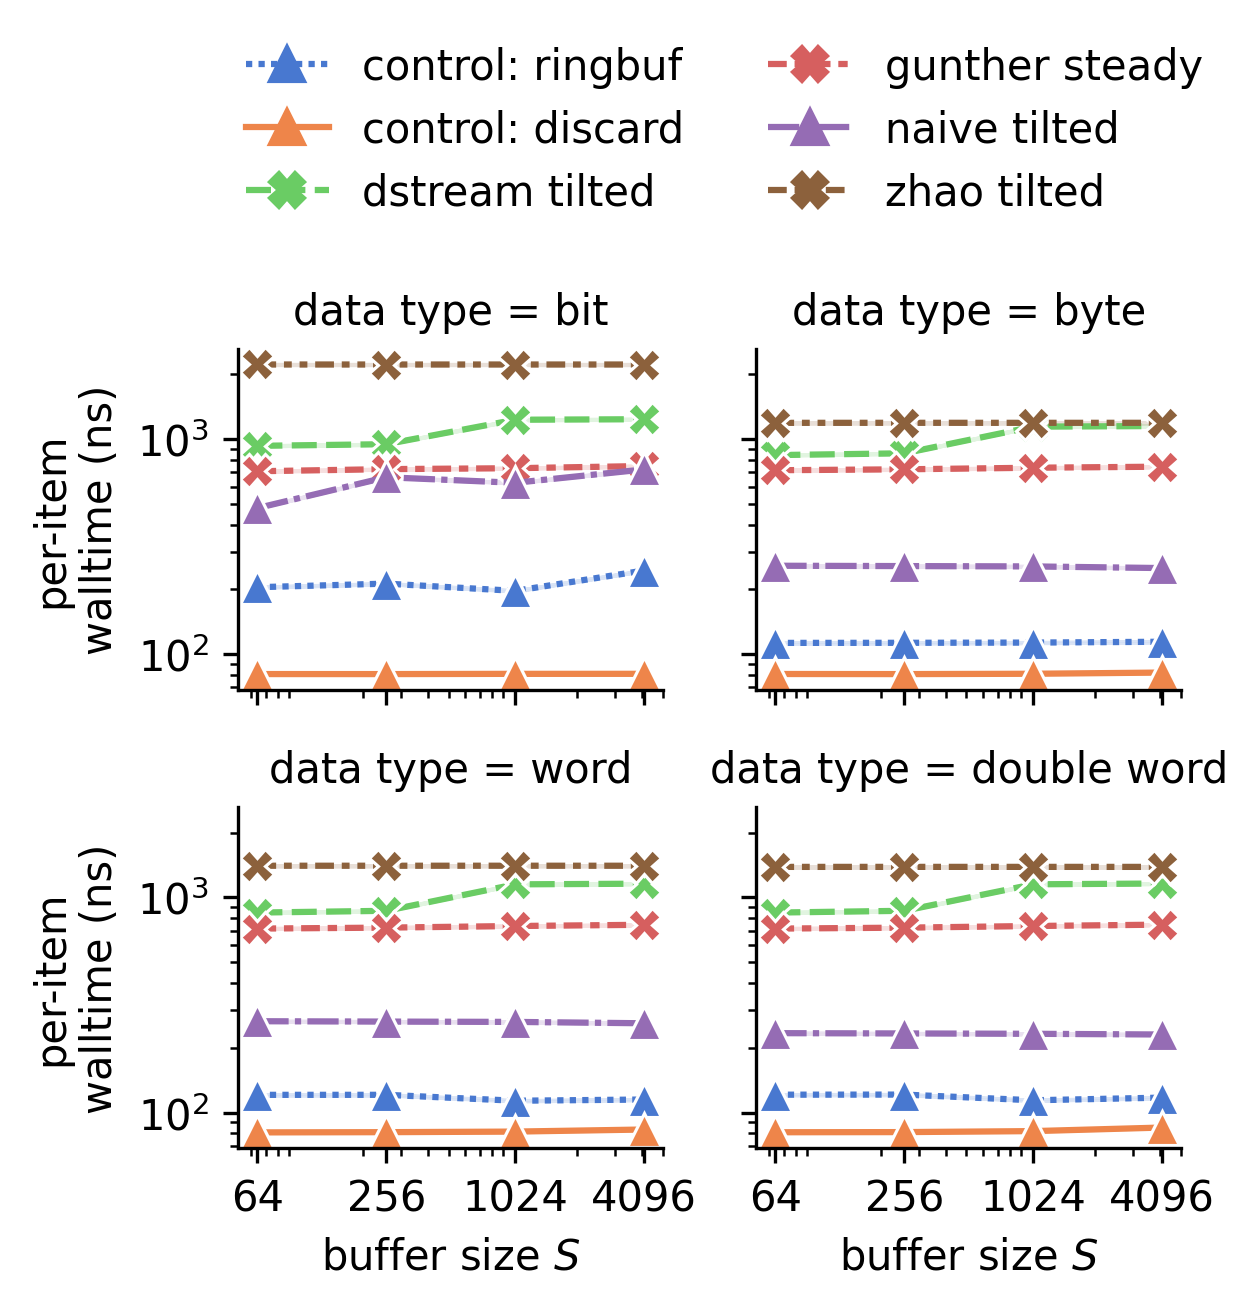 control: ringbuf
control: discard
dstream tilted
gunther steady
naive tilted
zhao tilted
data type = bit
data type = byte
per-item
walltime (ns)
10³
10²
data type = word
data type = double word
per-item
walltime (ns)
10³
10²
64 256 1024 4096
64 256 1024 4096
buffer size S
buffer size S